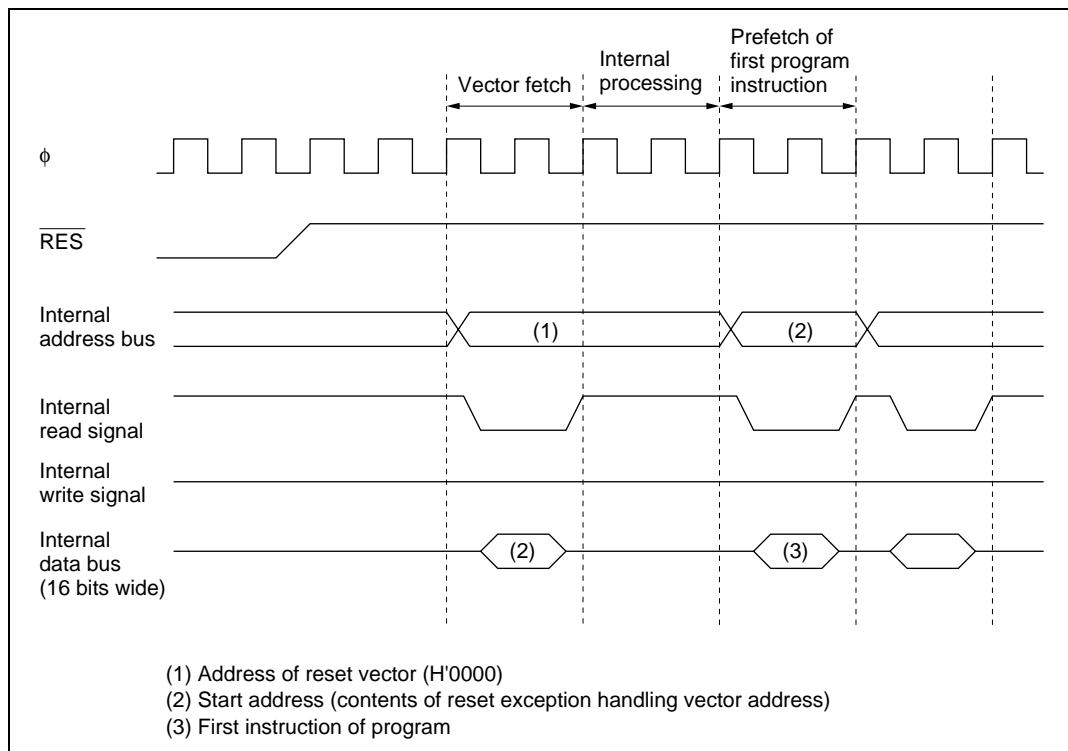 Prefetch of
first program
instruction
Internal
processing
Vector fetch
ϕ
RES
Internal
address bus
(1)
(2)
Internal
read signal
Internal
write signal
Internal
data bus
(16 bits wide)
(2)
(3)
(1) Address of reset vector (H'0000)
(2) Start address (contents of reset exception handling vector address)
(3) First instruction of program